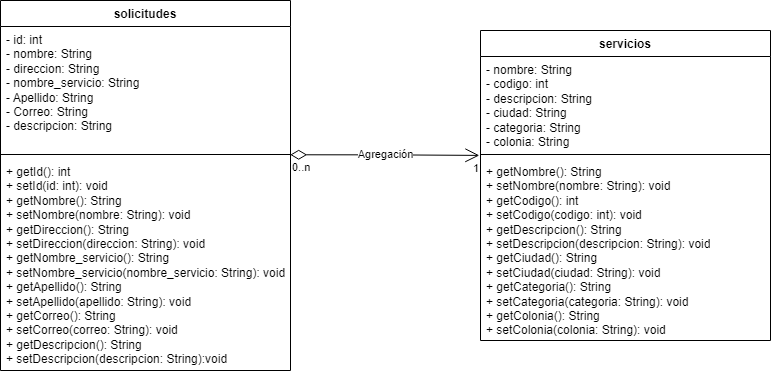 solicitudes
- id: int
- nombre: String
- direccion: String
- nombre_servicio: String
- Apellido: String
- Correo: String
- descripcion: String
+ getId(): int
+ setId(id: int): void
+ getNombre(): String
+ setNombre(nombre: String): void
+ getDireccion(): String
+ setDireccion(direccion: String): void
+ getNombre_servicio(): String
+ setNombre_servicio(nombre_servicio: String): void
+ getApellido(): String
+ setApellido(apellido: String): void
+ getCorreo(): String
+ setCorreo(correo: String): void
+ getDescripcion(): String
+ setDescripcion(descripcion: String):void
Agregación
0..n
1
servicios
- nombre: String
- codigo: int
- descripcion: String
- ciudad: String
- categoria: String
- colonia: String
+ getNombre(): String
+ setNombre(nombre: String): void
+ getCodigo(): int
+ setCodigo(codigo: int): void
+ getDescripcion(): String
+ setDescripcion(descripcion: String): void
+ getCiudad(): String
+ setCiudad(ciudad: String): void
+ getCategoria(): String
+ setCategoria(categoria: String): void
+ getColonia(): String
+ setColonia(colonia: String): void